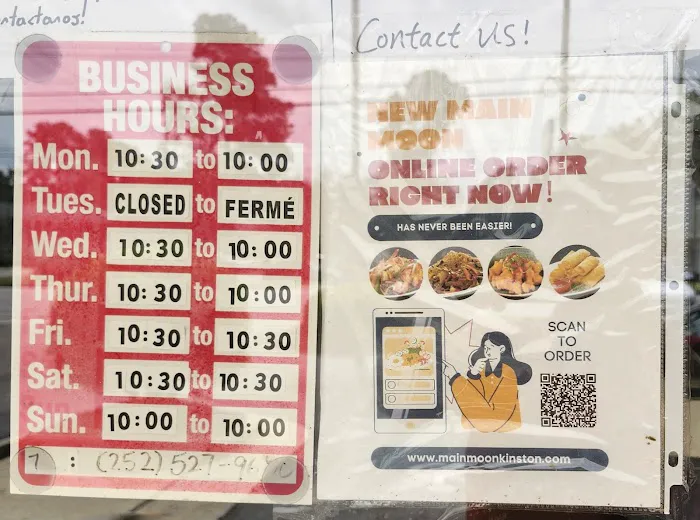 Contact Us!
BUSINESS
HOURS:
Mon. 10:30 to 10:00
Tues. CLOSED to FERMÉ
Wed. 10:30 to 10:00
Thur. 10:30 to 10:00
Fri. 10:30 to 10:30
Sat. 10:30 to 10:30
Sun. 10:00 to 10:00
: (252) 527-
NEW MAIN
MOON
ONLINE ORDER
RIGHT NOW!
HAS NEVER BEEN EASIER!
SCAN
TO
ORDER
www.mainmoonkinston.com